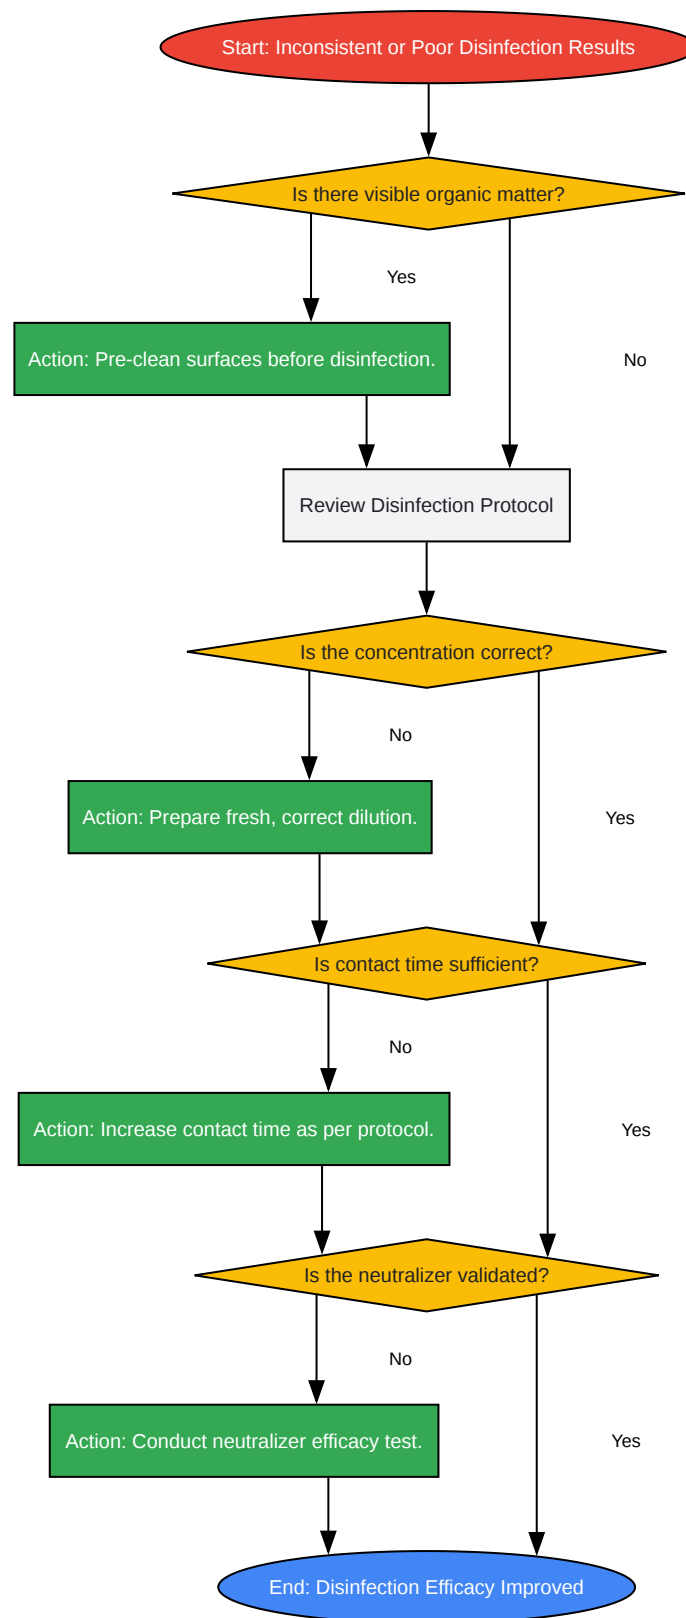 Start: Inconsistent or Poor Disinfection Results
Is there visible organic matter?
Yes
Action: Pre-clean surfaces before disinfection.
No
Review Disinfection Protocol
Is the concentration correct?
No
Action: Prepare fresh, correct dilution.
Yes
Is contact time sufficient?
No
Action: Increase contact time as per protocol.
Yes
Is the neutralizer validated?
No
Action: Conduct neutralizer efficacy test.
Yes
End: Disinfection Efficacy Improved